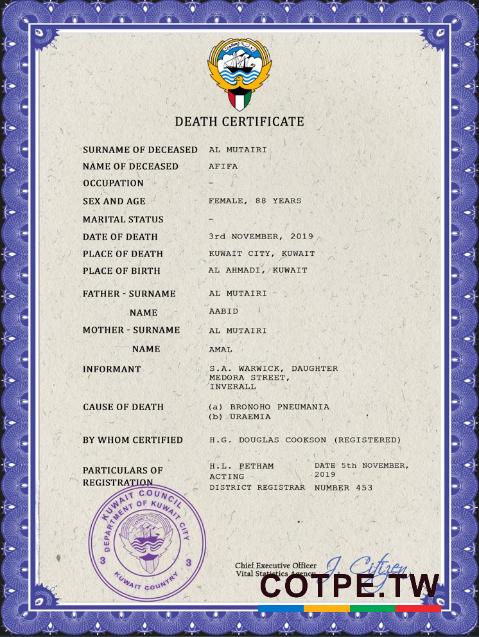 DEATH CERTIFICATE
SURNAME OF DECEASED AL MUTAIRI
NAME OF DECEASED AFIFA
OCCUPATION –
SEX AND AGE FEMALE, 88 YEARS
MARITAL STATUS –
DATE OF DEATH 3rd NOVEMBER, 2019
PLACE OF DEATH KUWAIT CITY, KUWAIT
PLACE OF BIRTH AL AHMADI, KUWAIT
FATHER - SURNAME AL MUTAIRI
NAME AABID
MOTHER - SURNAME AL MUTAIRI
NAME AMAL
INFORMANT S.A. WARWICK, DAUGHTER
MEDORA STREET,
INVERALL
CAUSE OF DEATH (a) BRONOHO PNEUMANIA
(b) URAEMIA
BY WHOM CERTIFIED H.G. DOUGLAS COOKSON (REGISTERED)
PARTICULARS OF REGISTRATION
H.L. PETHAM DATE 5th NOVEMBER,
ACTING 2019
DISTRICT REGISTRAR NUMBER 453
KUWAIT COUNCIL
DEPARTMENT OF KUWAIT CITY
3 3
KUWAIT COUNTRY
Chief Executive Officer J. Citizen
Vital Statistics Agency
COTPE.TW